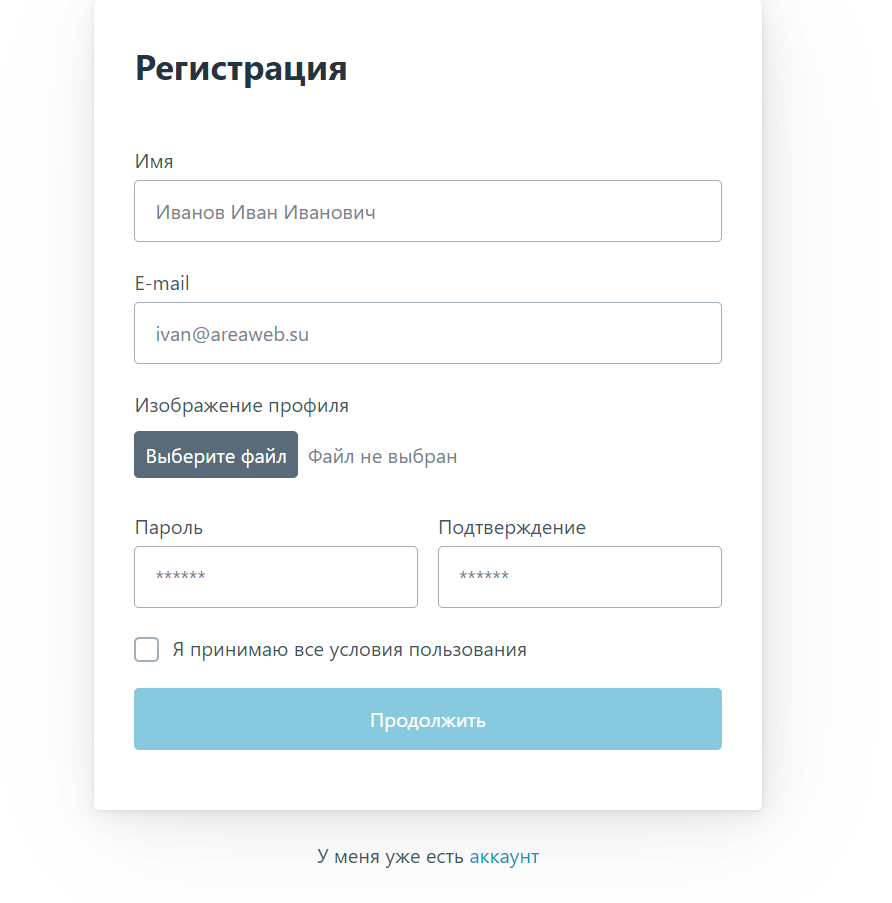 Регистрация
Имя
Иванов Иван Иванович
E-mail
ivan@areaweb.su
Изображение профиля
Выберите файл Файл не выбран
Пароль Подтверждение
****** ******
Я принимаю все условия пользования
Продолжить
У меня уже есть аккаунт